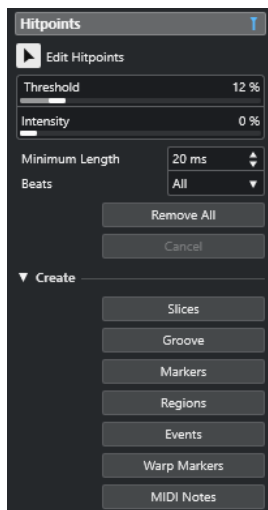 Hitpoints
Edit Hitpoints
Threshold 12 %
Intensity 0 %
Minimum Length 20 ms
Beats All
Remove All
Cancel
Create
Slices
Groove
Markers
Regions
Events
Warp Markers
MIDI Notes